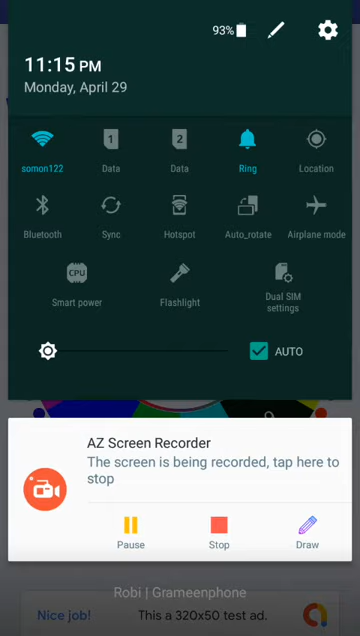 93%
11:15 PM
Monday, April 29
1
2
somon122
Data
Data
Ring
Location
Bluetooth
Sync
Hotspot
Auto_rotate
Airplane mode
CPU
Smart power
Flashlight
Dual SIM
settings
AUTO
AZ Screen Recorder
The screen is being recorded, tap here to
stop
Pause
Stop
Draw
Robi | Grameenphone
Nice job!
This a 320x50 test ad.